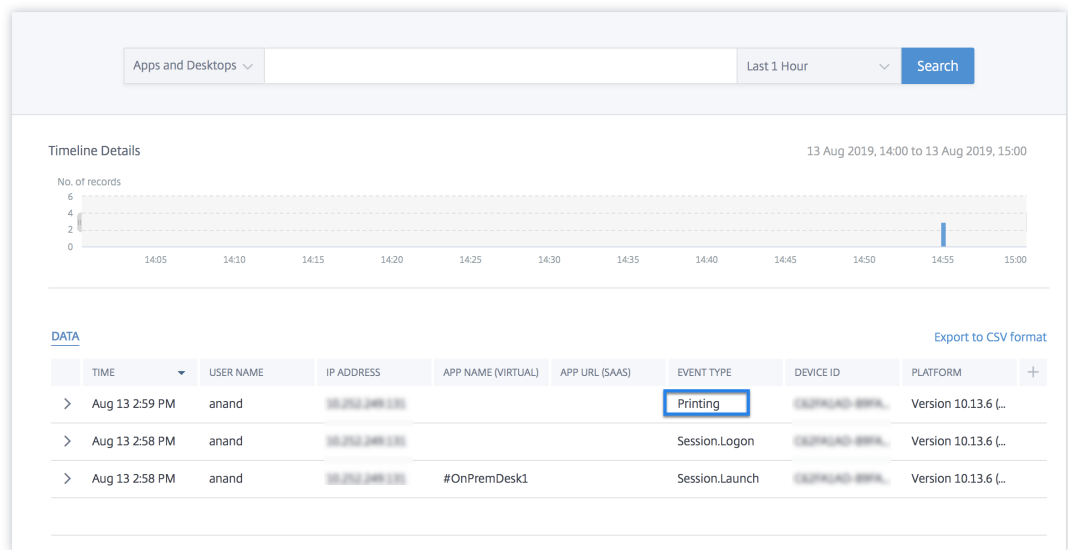 Apps and Desktops Last 1 Hour Search
Timeline Details 13 Aug 2019, 14:00 to 13 Aug 2019, 15:00
No. of records
6
4
2
0
14:05 14:10 14:15 14:20 14:25 14:30 14:35 14:40 14:45 14:50 14:55 15:00
DATA Export to CSV format
TIME USER NAME IP ADDRESS APP NAME (VIRTUAL) APP URL (SAAS) EVENT TYPE DEVICE ID PLATFORM +
Aug 13 2:59 PM anand Printing Version 10.13.6 (...
Aug 13 2:58 PM anand Session.Logon Version 10.13.6 (...
Aug 13 2:58 PM anand #OnPremDesk1 Session.Launch Version 10.13.6 (...